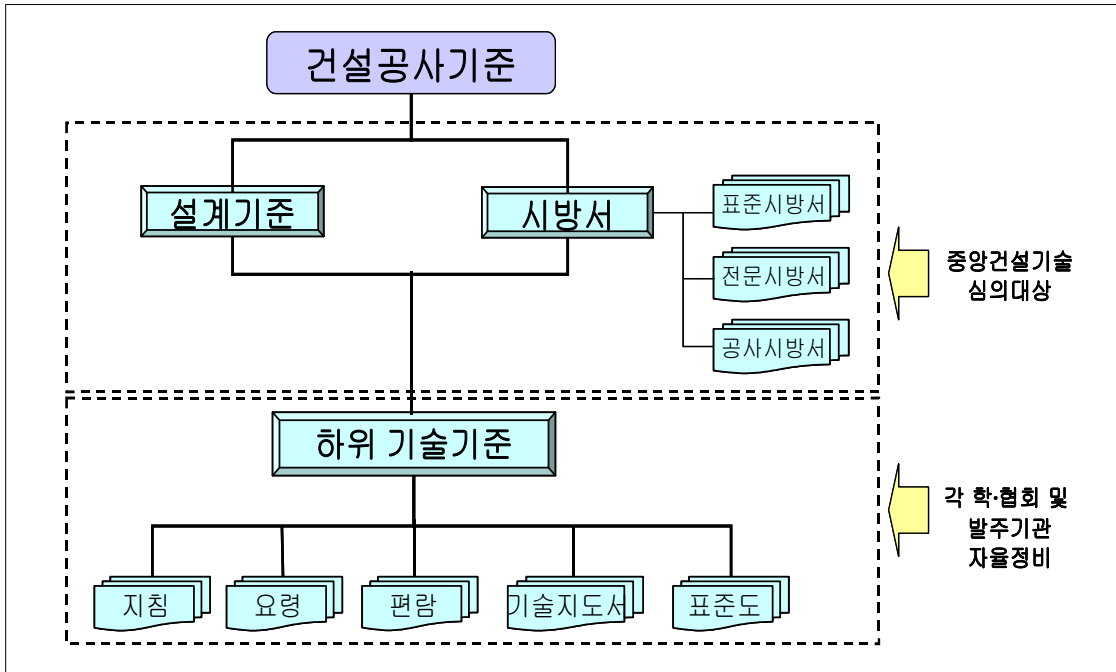 건설공사기준
설계기준
시방서
표준시방서
전문시방서
공사시방서
중앙건설기술
심의대상
하위 기술기준
각 학·협회 및
발주기관
자율정비
지침
요령
편람
기술지도서
표준도